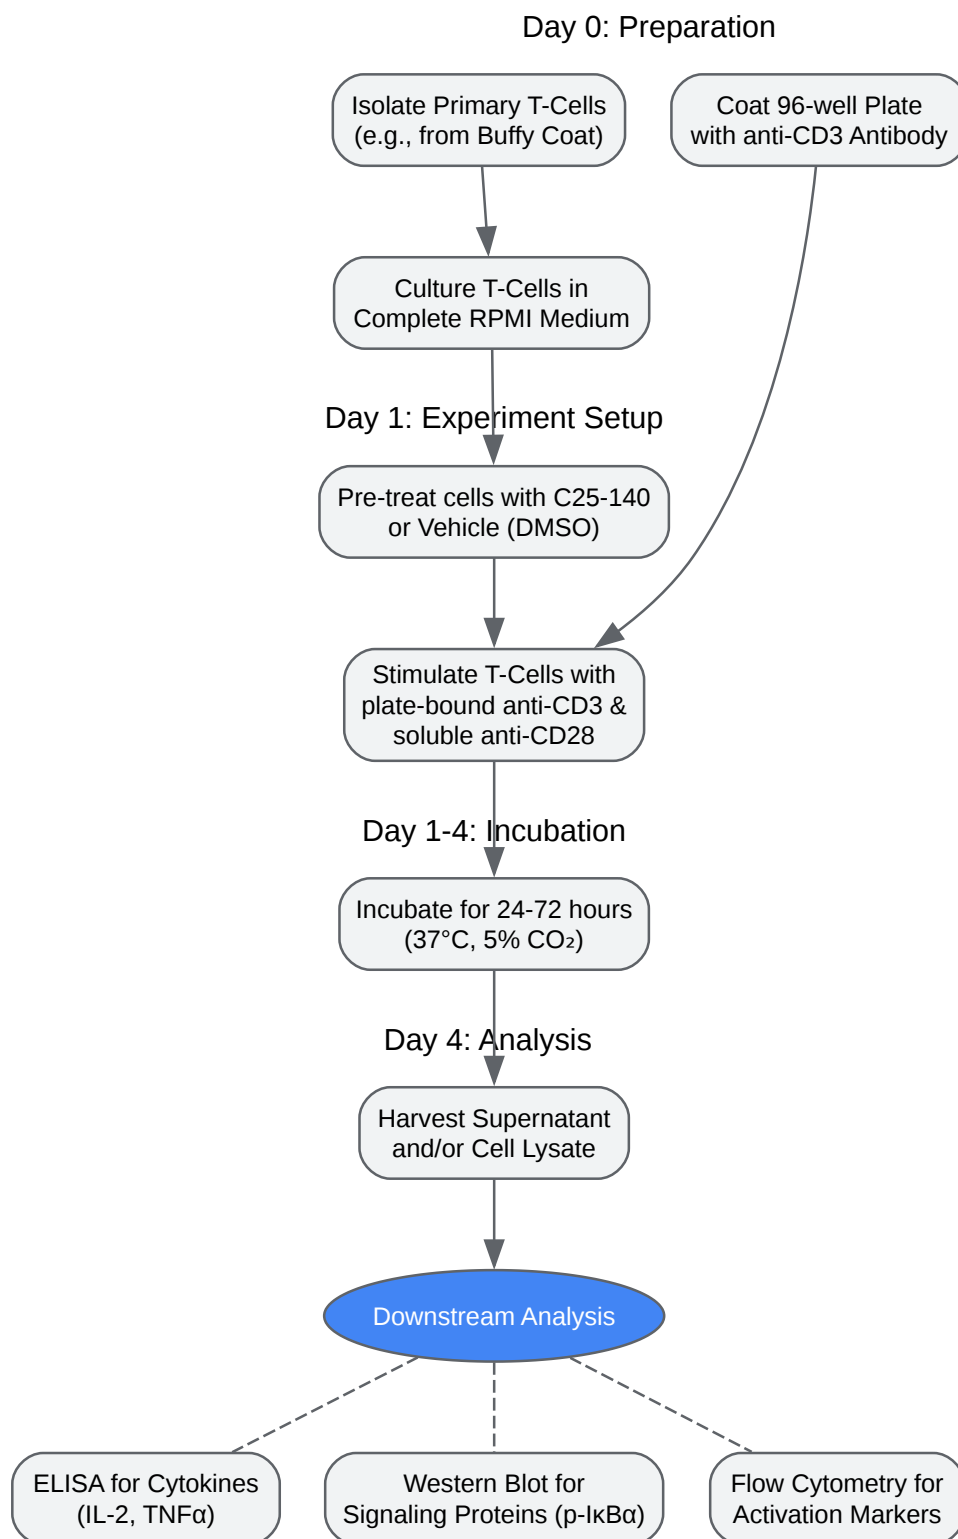 Day 0: Preparation
Isolate Primary T-Cells
(e.g., from Buffy Coat)
Coat 96-well Plate
with anti-CD3 Antibody
Culture T-Cells in
Complete RPMI Medium
Day 1: Experiment Setup
Pre-treat cells with C25-140
or Vehicle (DMSO)
Stimulate T-Cells with
plate-bound anti-CD3 &
soluble anti-CD28
Day 1-4: Incubation
Incubate for 24-72 hours
(37°C, 5% CO₂)
Day 4: Analysis
Harvest Supernatant
and/or Cell Lysate
Downstream Analysis
ELISA for Cytokines
(IL-2, TNFα)
Western Blot for
Signaling Proteins (p-IκBα)
Flow Cytometry for
Activation Markers